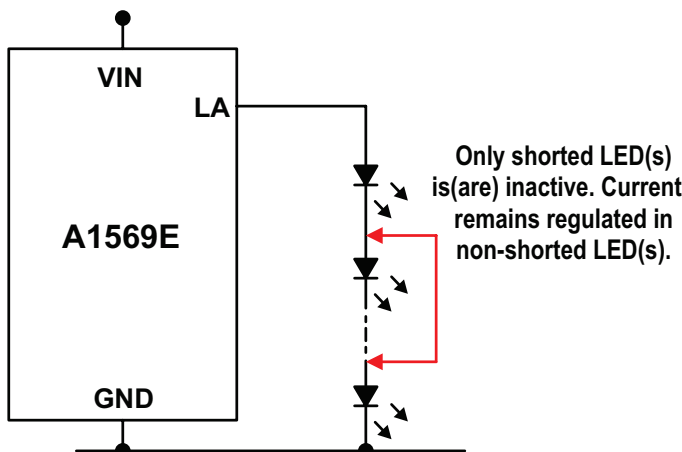 VIN
LA
A1569E
GND
Only shorted LED(s)
is(are) inactive. Current
remains regulated in
non-shorted LED(s).